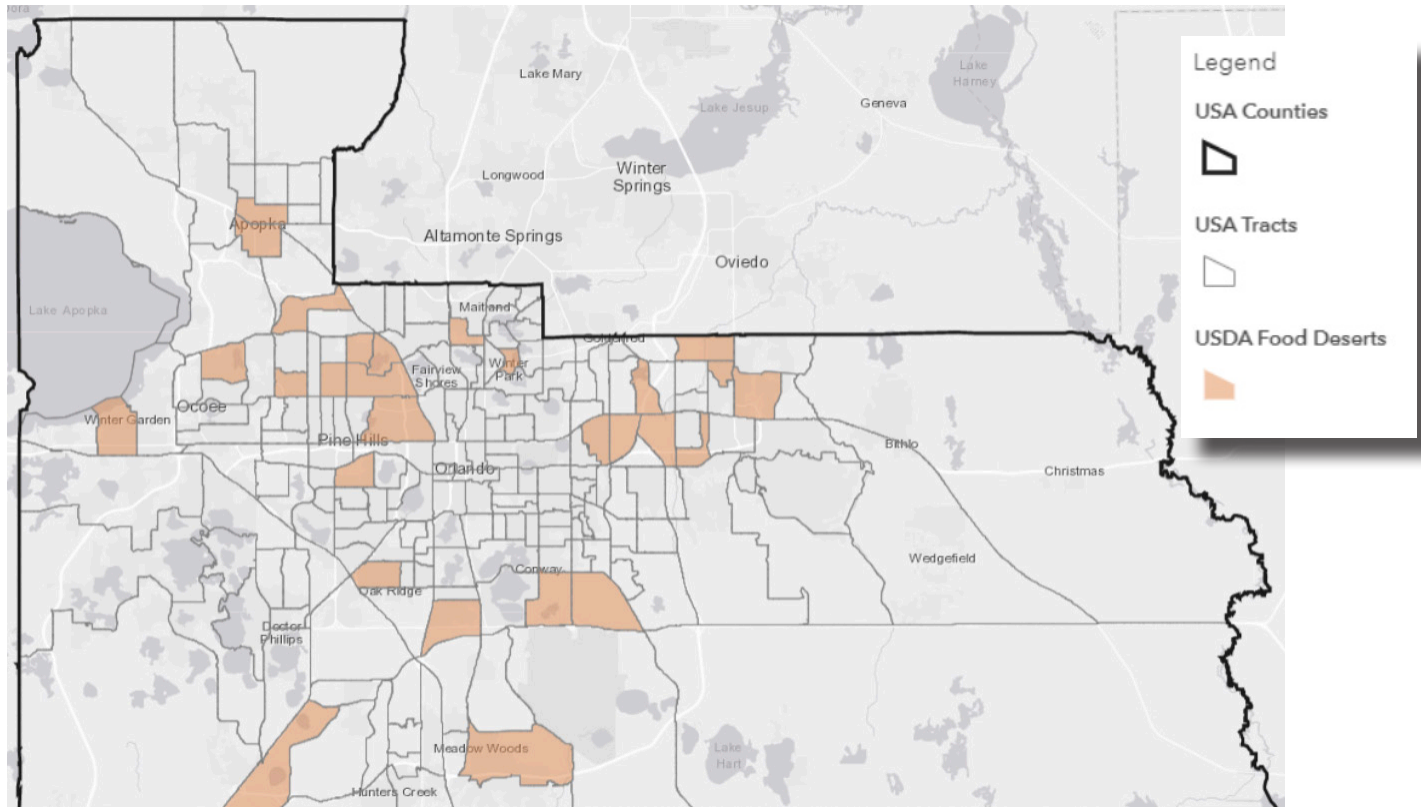 Lake Mary
Lake
Harney
Lake Jesup
Geneva
Longwood
Winter
Springs
Apopka
Altamonte Springs
Oviedo
Lake Apopka
Maitland
Goldenrod
Fairview
Shores
Winter
Park
Winter Garden
Ocoee
Pine Hills
Orlando
Bithlo
Christmas
Conway
Wedgefield
Oak Ridge
Doctor
Phillips
Meadow Woods
Lake
Hart
Hunters Creek
Legend
USA Counties
USA Tracts
USDA Food Deserts